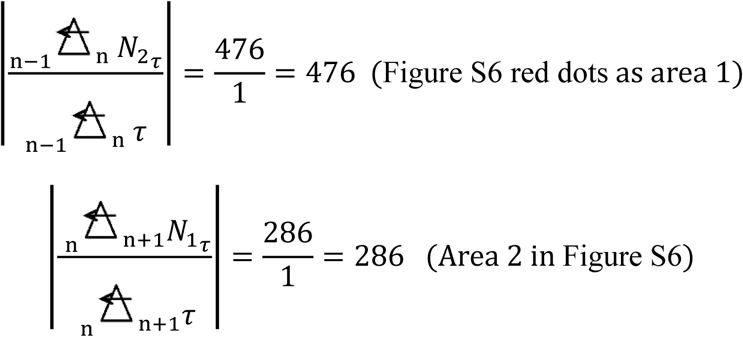 | n−1 ⃖Δ n N₂τ / n−1 ⃖Δ n τ | = 476/1 = 476 (Figure S6 red dots as area 1)
| n ⃖Δ n+1 N₁τ / n ⃖Δ n+1 τ | = 286/1 = 286 (Area 2 in Figure S6)